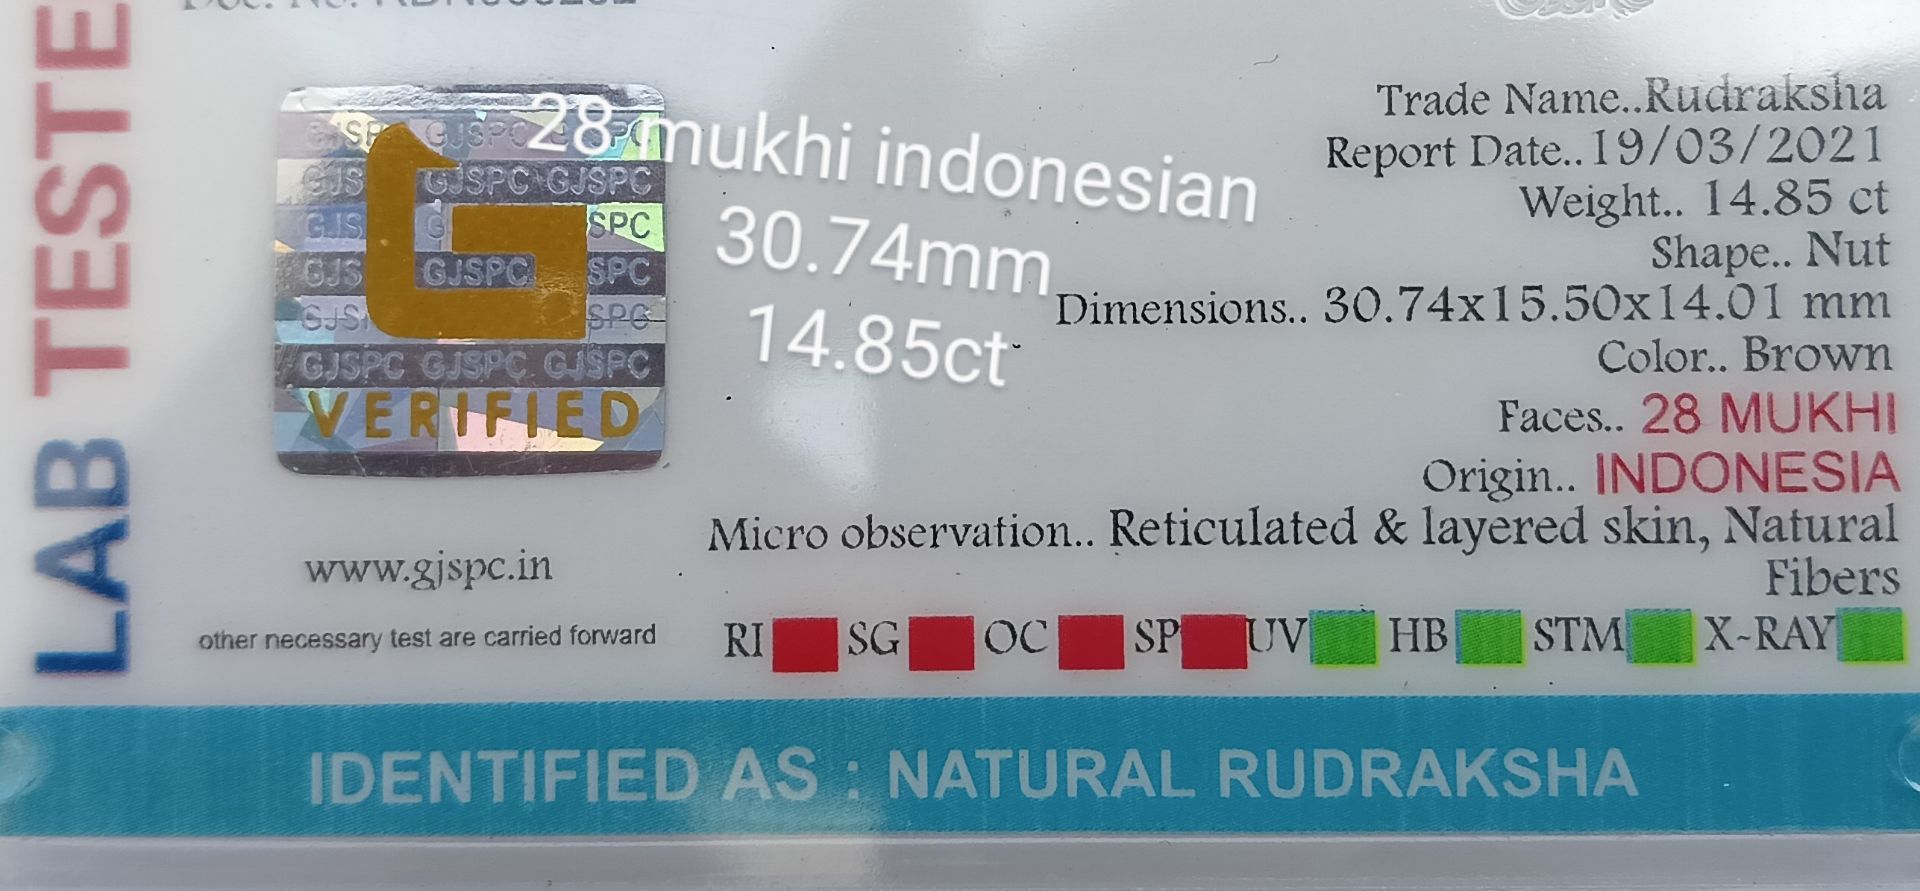 LAB TESTE
GJSPC GJSPC
GJS GJSPC GJSPC
GJS G SPC
GJS GJSPC SPC
GJS SPC
GJSPC GJSPC GJSPC
VERIFIED
www.gjspc.in
other necessary test are carried forward
28 mukhi indonesian
30.74mm
14.85ct
Trade Name..Rudraksha
Report Date..19/03/2021
Weight.. 14.85 ct
Shape.. Nut
Dimensions.. 30.74x15.50x14.01 mm
Color.. Brown
Faces.. 28 MUKHI
Origin.. INDONESIA
Micro observation.. Reticulated & layered skin, Natural
Fibers
RI SG OC SP UV HB STM X~RAY
IDENTIFIED AS : NATURAL RUDRAKSHA